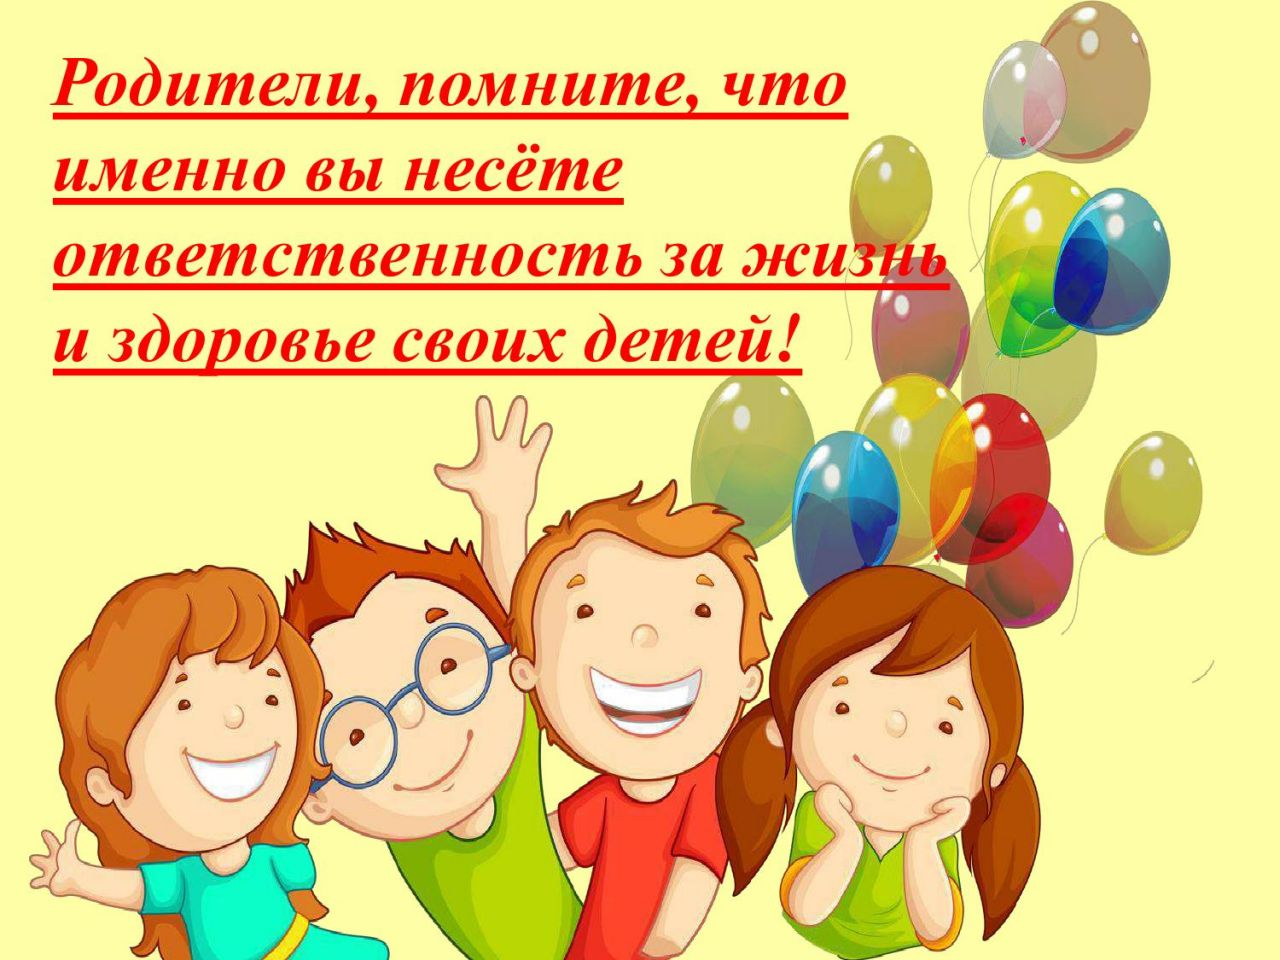 Родители, помните, что
именно вы несёте
ответственность за жизнь
и здоровье своих детей!